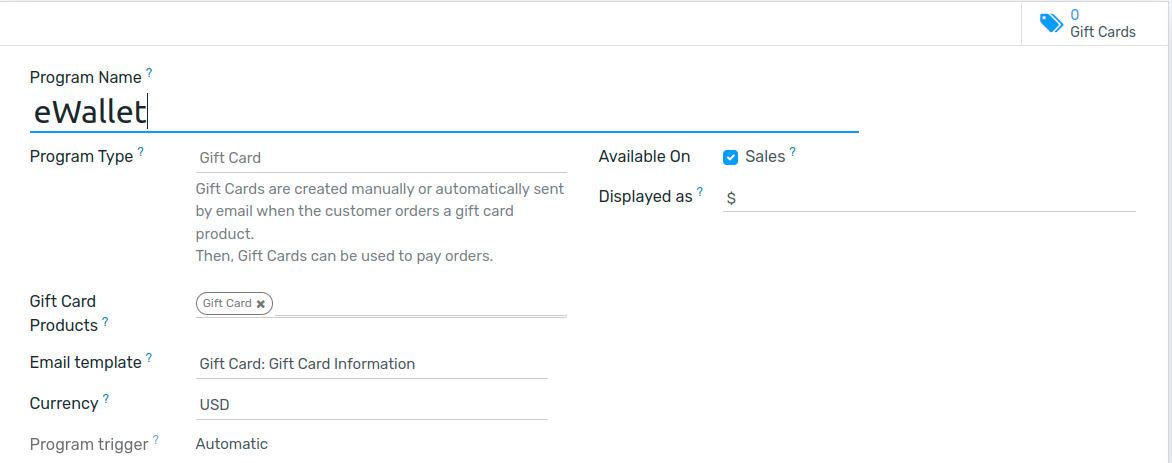 0
Gift Cards
Program Name ?
eWallet
Program Type ?
Gift Card
Gift Cards are created manually or automatically sent
by email when the customer orders a gift card
product.
Then, Gift Cards can be used to pay orders.
Available On
Sales ?
Displayed as ?
$
Gift Card
Products ?
Gift Card ✖
Email template ?
Gift Card: Gift Card Information
Currency ?
USD
Program trigger ?
Automatic